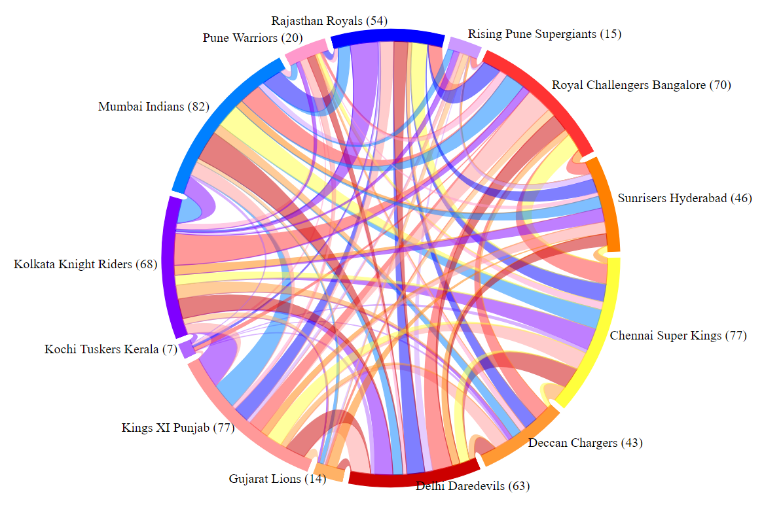 Rajasthan Royals (54)
Pune Warriors (20)
Rising Pune Supergiants (15)
Royal Challengers Bangalore (70)
Mumbai Indians (82)
Sunrisers Hyderabad (46)
Kolkata Knight Riders (68)
Chennai Super Kings (77)
Kochi Tuskers Kerala (7)
Kings XI Punjab (77)
Deccan Chargers (43)
Gujarat Lions (14)
Delhi Daredevils (63)